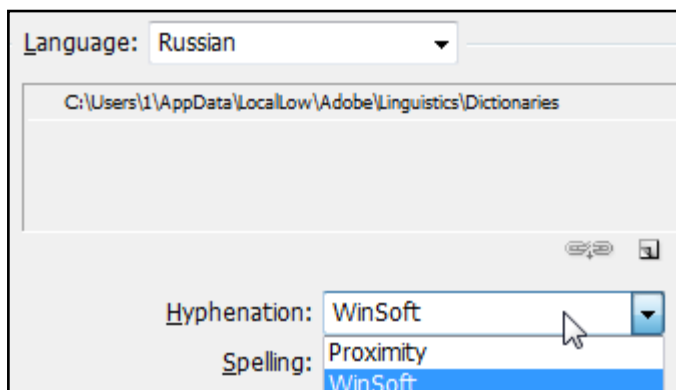 Language: Russian
C:\Users\1\AppData\LocalLow\Adobe\Linguistics\Dictionaries
Hyphenation: WinSoft
Spelling: Proximity
WinSoft